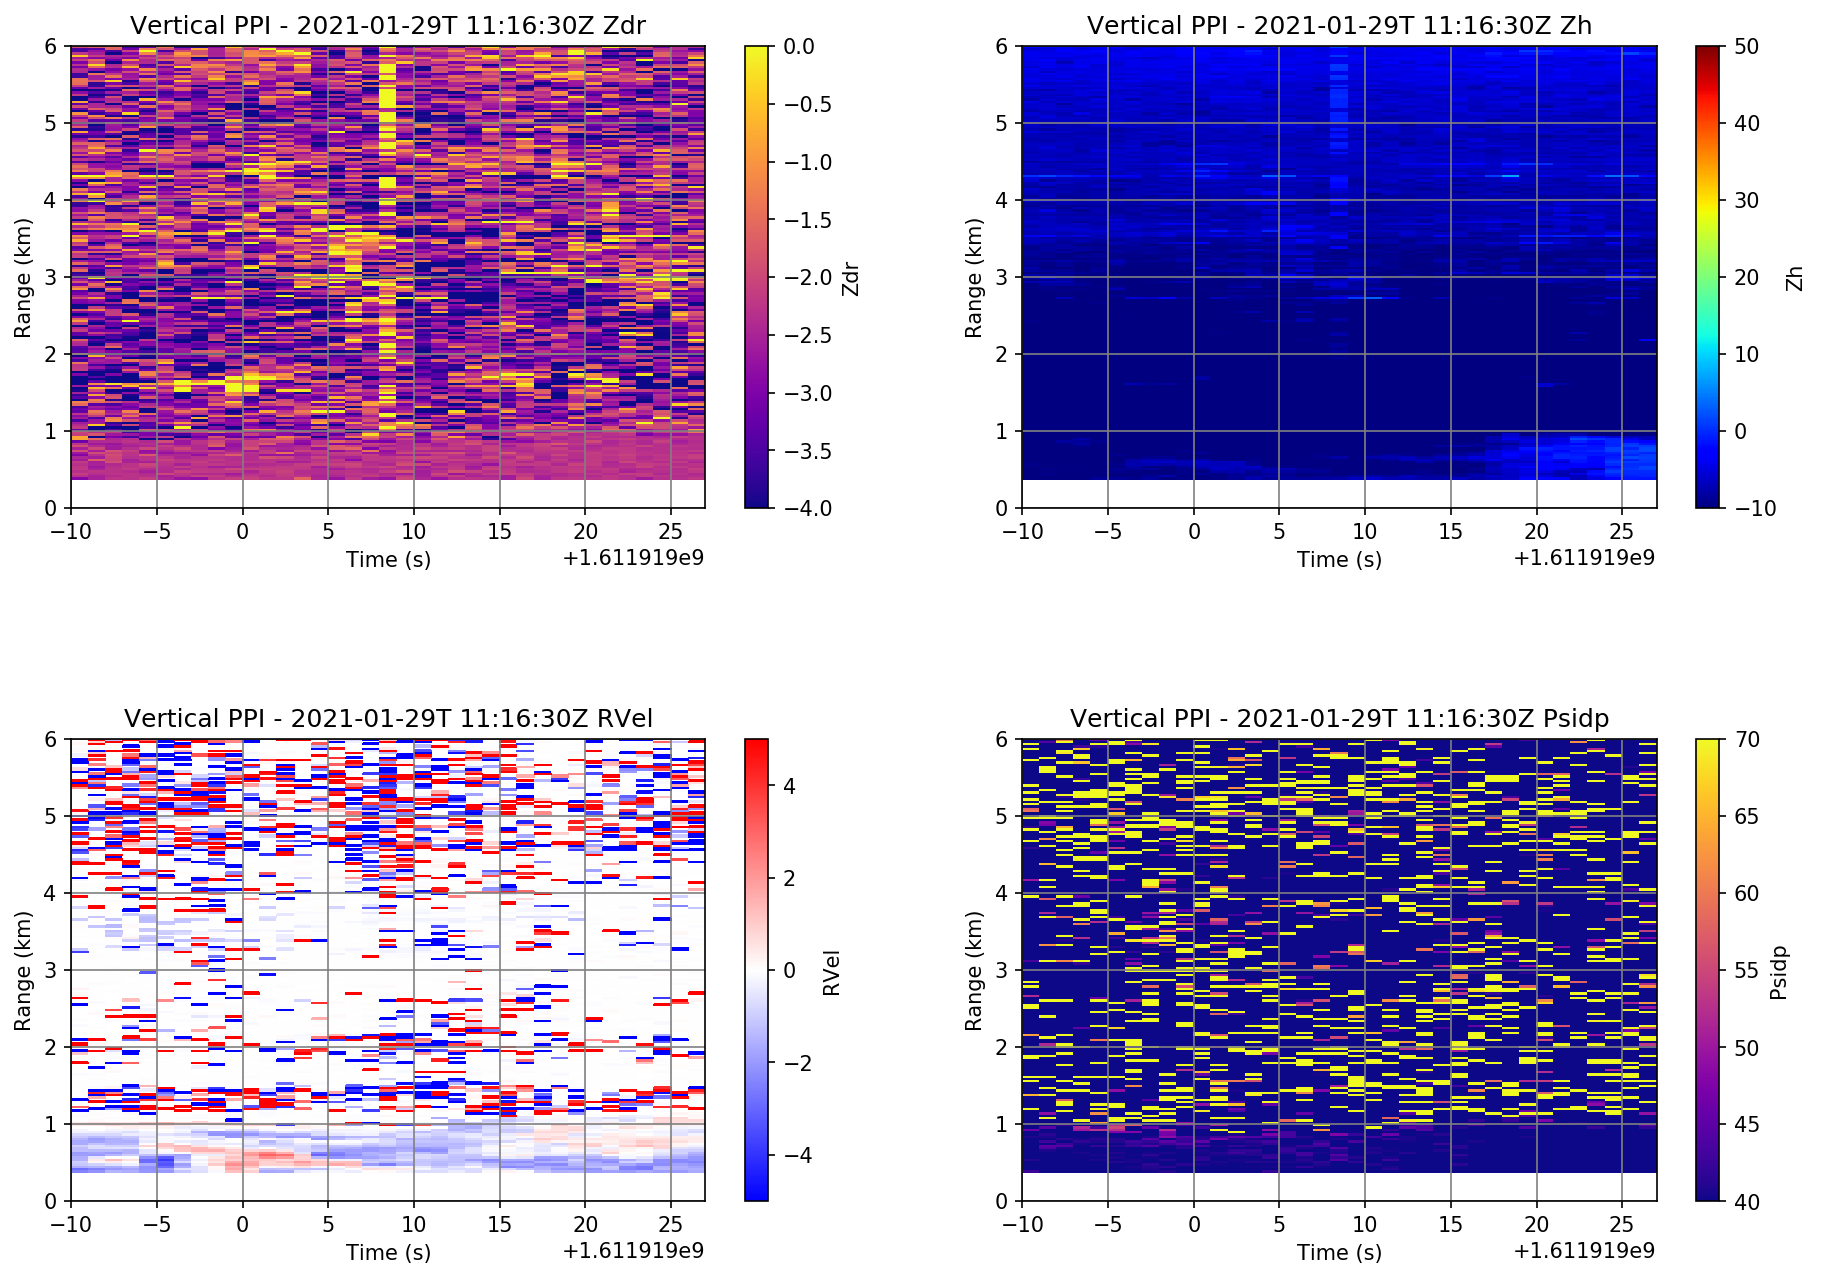 Vertical PPI - 2021-01-29T 11:16:30Z Zdr
6
5
4
3
2
1
0
Range (km)
−10 −5 0 5 10 15 20 25
Time (s)
+1.611919e9
0.0
−0.5
−1.0
−1.5
−2.0
−2.5
−3.0
−3.5
−4.0
Zdr
Vertical PPI - 2021-01-29T 11:16:30Z Zh
6
5
4
3
2
1
0
Range (km)
−10 −5 0 5 10 15 20 25
Time (s)
+1.611919e9
50
40
30
20
10
0
−10
Zh
Vertical PPI - 2021-01-29T 11:16:30Z RVel
6
5
4
3
2
1
0
Range (km)
−10 −5 0 5 10 15 20 25
Time (s)
+1.611919e9
4
2
0
−2
−4
RVel
Vertical PPI - 2021-01-29T 11:16:30Z Psidp
6
5
4
3
2
1
0
Range (km)
−10 −5 0 5 10 15 20 25
Time (s)
+1.611919e9
70
65
60
55
50
45
40
Psidp